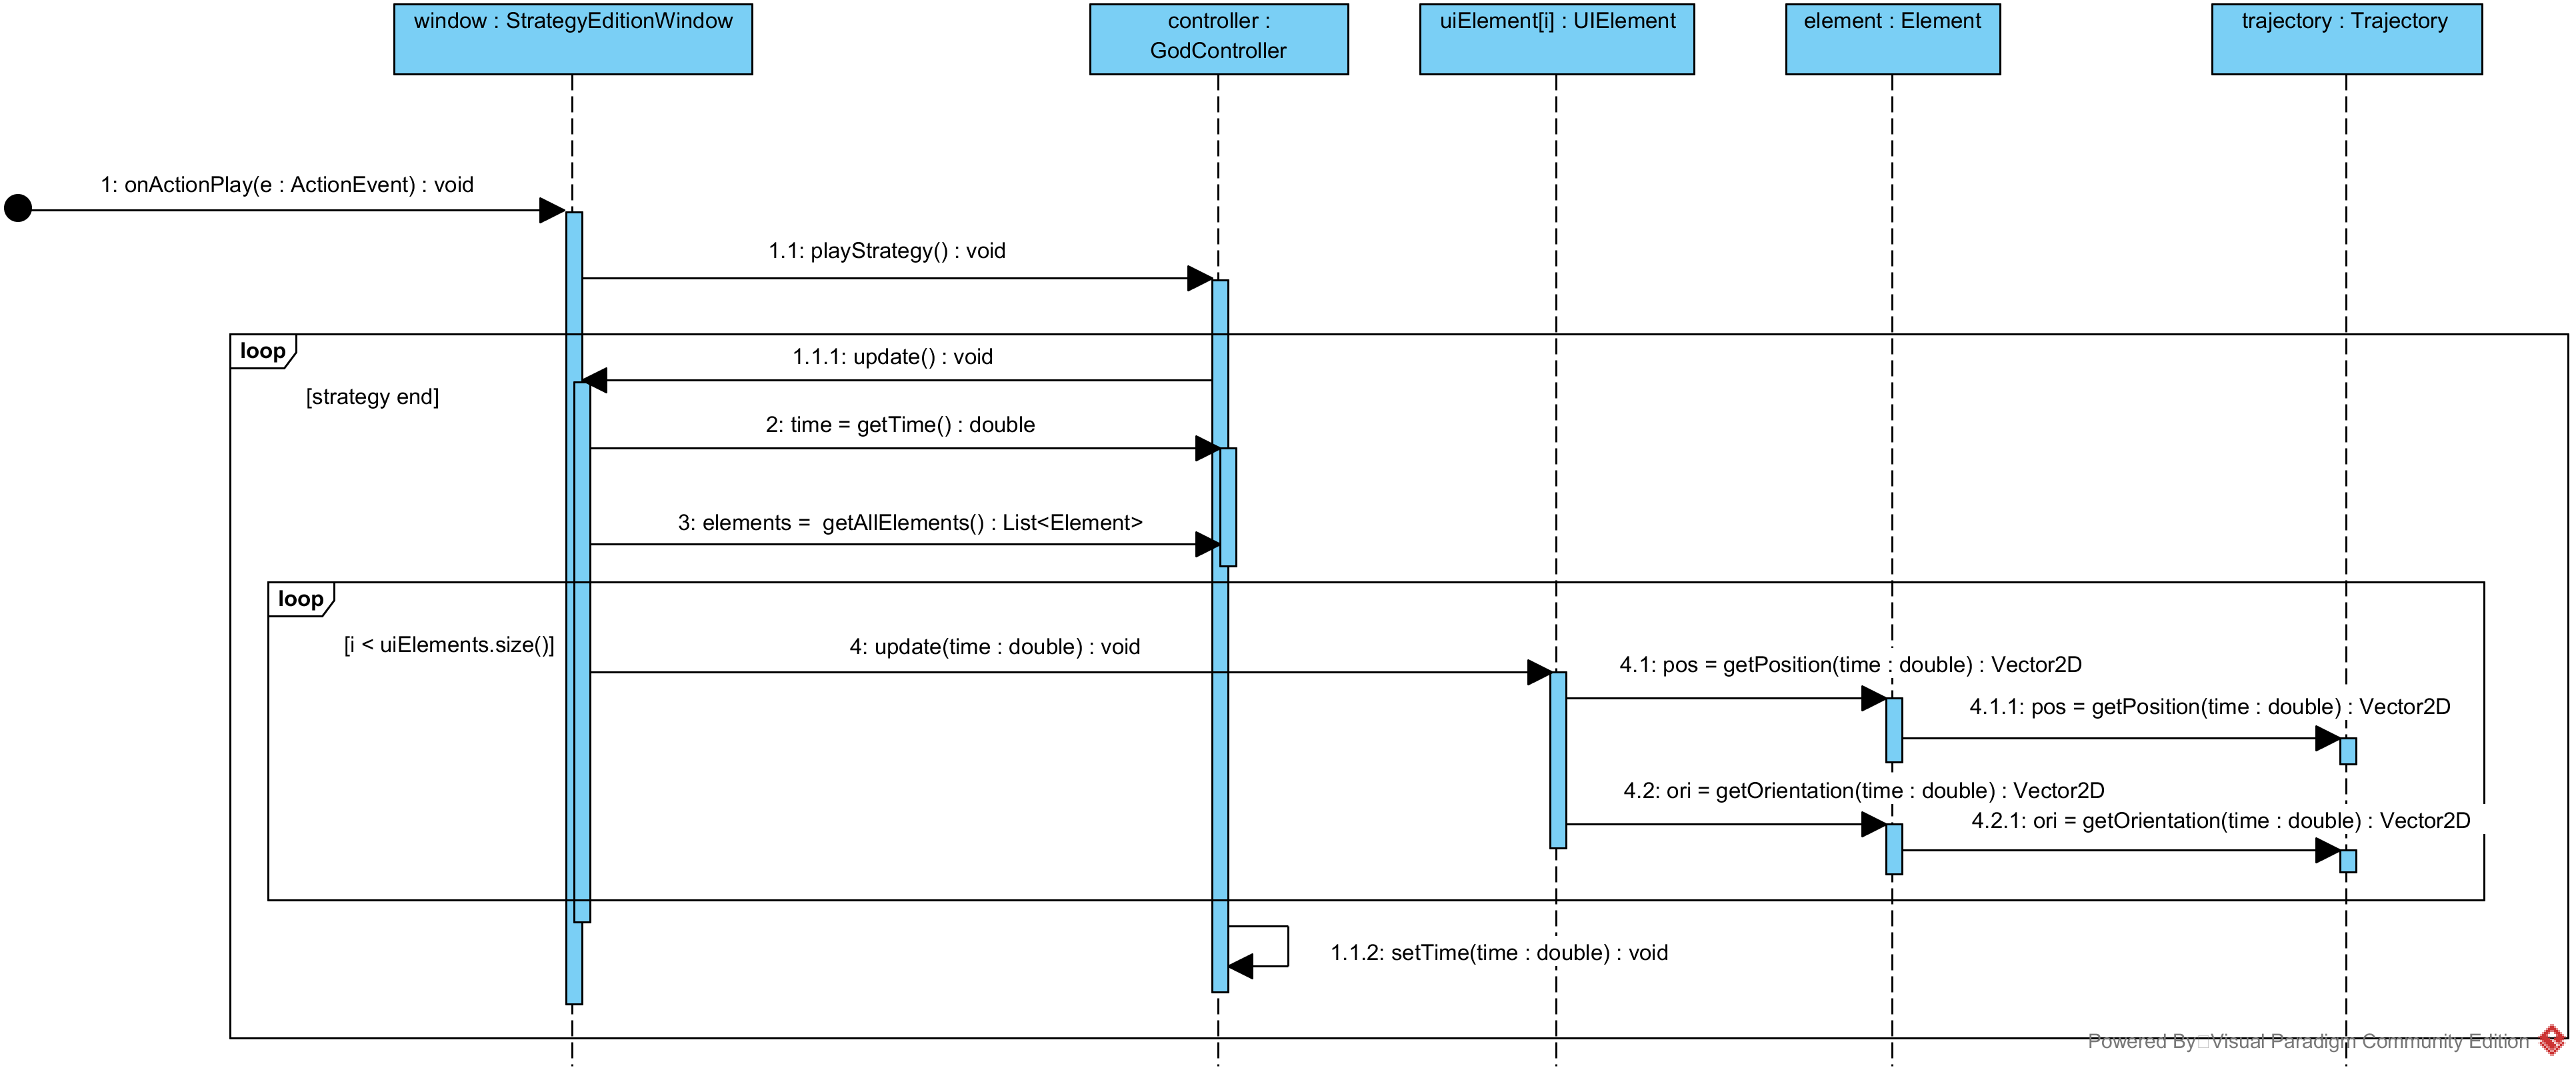 window : StrategyEditionWindow
controller :
GodController
uiElement[i] : UIElement
element : Element
trajectory : Trajectory
1: onActionPlay(e : ActionEvent) : void
1.1: playStrategy() : void
loop
1.1.1: update() : void
[strategy end]
2: time = getTime() : double
3: elements =  getAllElements() : List<Element>
loop
[i < uiElements.size()]
4: update(time : double) : void
4.1: pos = getPosition(time : double) : Vector2D
4.1.1: pos = getPosition(time : double) : Vector2D
4.2: ori = getOrientation(time : double) : Vector2D
4.2.1: ori = getOrientation(time : double) : Vector2D
1.1.2: setTime(time : double) : void
Powered By Visual Paradigm Community Edition